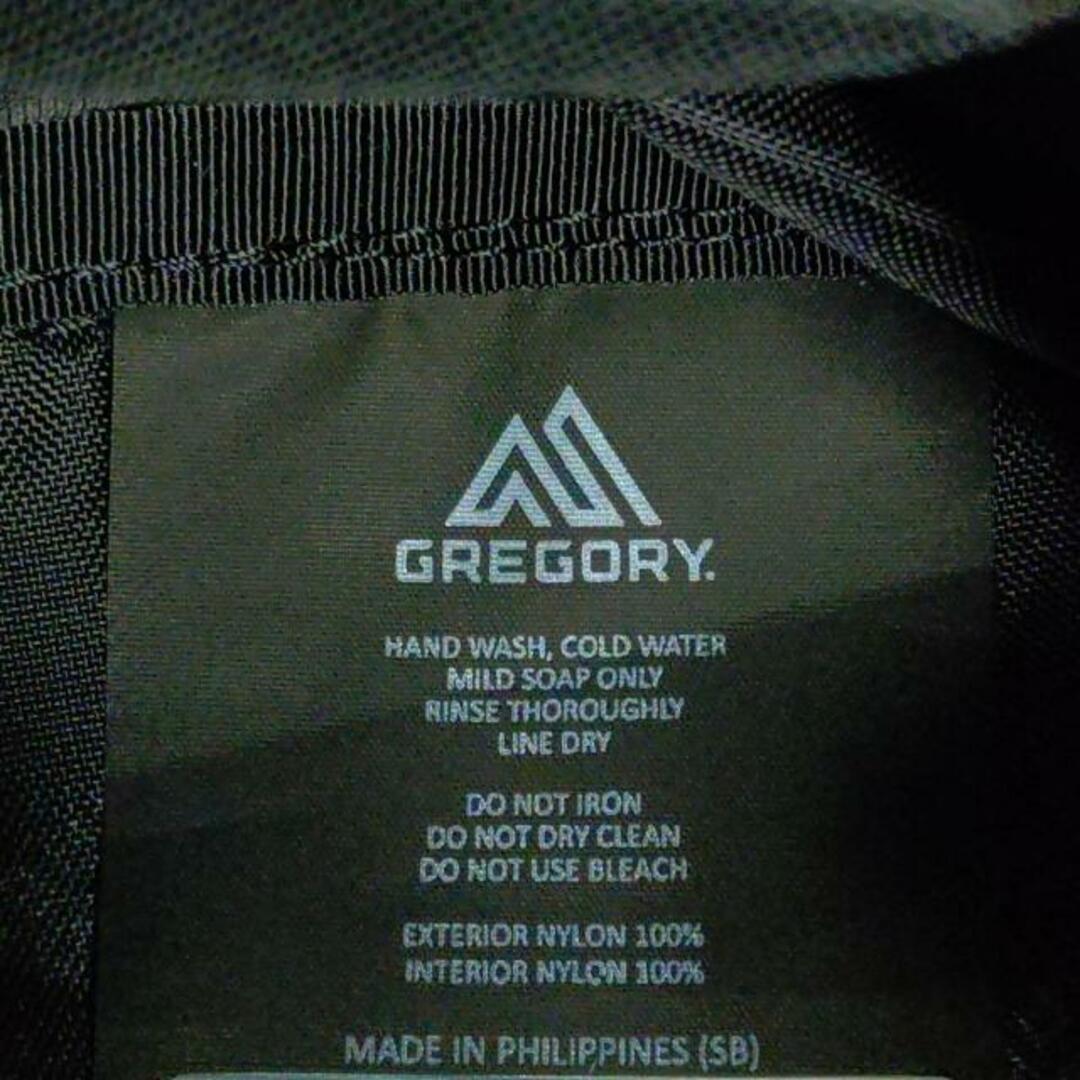 GREGORY.
HAND WASH, COLD WATER
MILD SOAP ONLY
RINSE THOROUGHLY
LINE DRY
DO NOT IRON
DO NOT DRY CLEAN
DO NOT USE BLEACH
EXTERIOR NYLON 100%
INTERIOR NYLON 100%
MADE IN PHILIPPINES (SB)